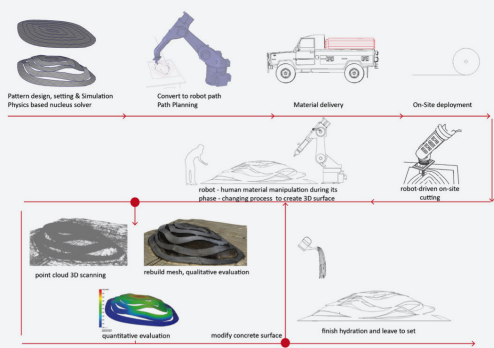 Pattern design, setting & Simulation
Physics based nucleus solver
Convert to robot path
Path Planning
Material delivery
On-Site deployment
robot - human material manipulation during its
phase - changing process to create 3D surface
robot-driven on-site
cutting
point cloud 3D scanning
rebuild mesh, qualitative evaluation
quantitative evaluation
modify concrete surface
finish hydration and leave to set